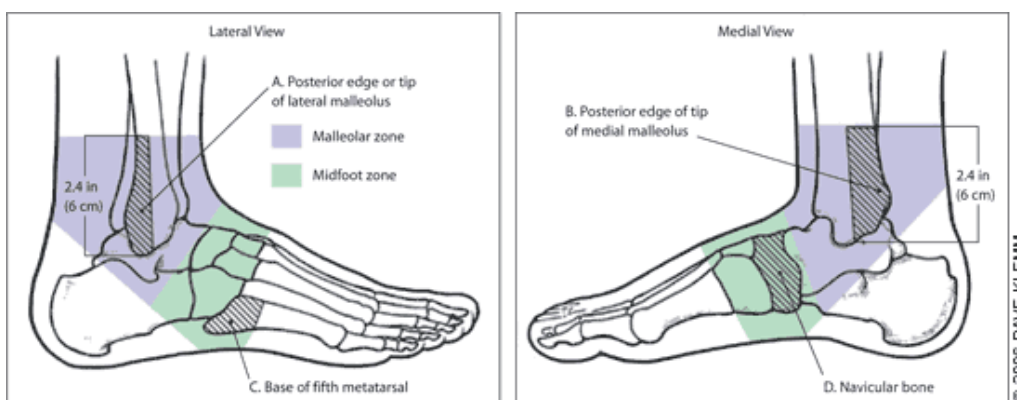 Lateral View
A. Posterior edge or tip
of lateral malleolus
Malleolar zone
Midfoot zone
2.4 in
(6 cm)
C. Base of fifth metatarsal
Medial View
B. Posterior edge of tip
of medial malleolus
2.4 in
(6 cm)
D. Navicular bone